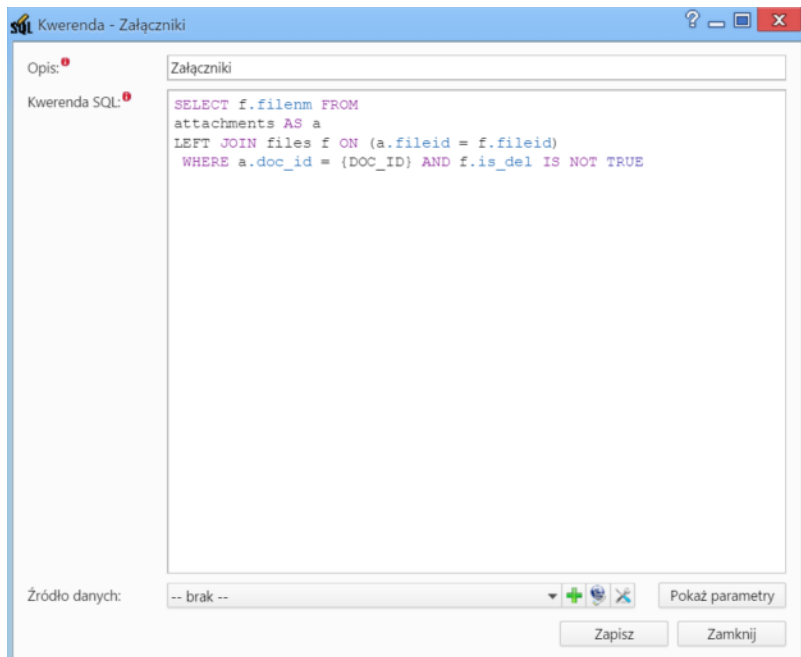 SQL Kwerenda - Załączniki
Opis: Załączniki
Kwerenda SQL:
SELECT f.filenm FROM
attachments AS a
LEFT JOIN files f ON (a.fileid = f.fileid)
WHERE a.doc_id = {DOC_ID} AND f.is_del IS NOT TRUE
Źródło danych: -- brak -- Pokaż parametry
Zapisz Zamknij